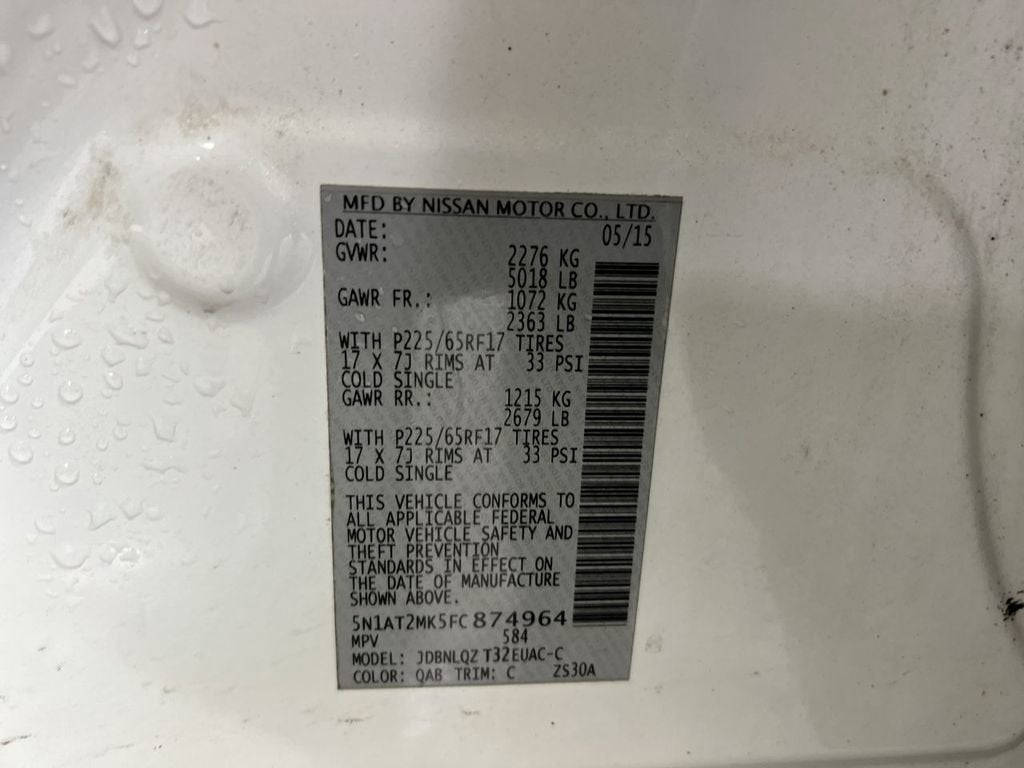 MFD BY NISSAN MOTOR CO., LTD.
DATE: 05/15
GVWR: 2276 KG
5018 LB
GAWR FR.: 1072 KG
2363 LB
WITH P225/65RF17 TIRES
17 X 7J RIMS AT 33 PSI
COLD SINGLE
GAWR RR.: 1215 KG
2679 LB
WITH P225/65RF17 TIRES
17 X 7J RIMS AT 33 PSI
COLD SINGLE
THIS VEHICLE CONFORMS TO
ALL APPLICABLE FEDERAL
MOTOR VEHICLE SAFETY AND
THEFT PREVENTION
STANDARDS IN EFFECT ON
THE DATE OF MANUFACTURE
SHOWN ABOVE.
5N1AT2MK5FC874964
MPV 584
MODEL: JDBNLQZ T32EUAC-C
COLOR: QAB TRIM: C ZS30A